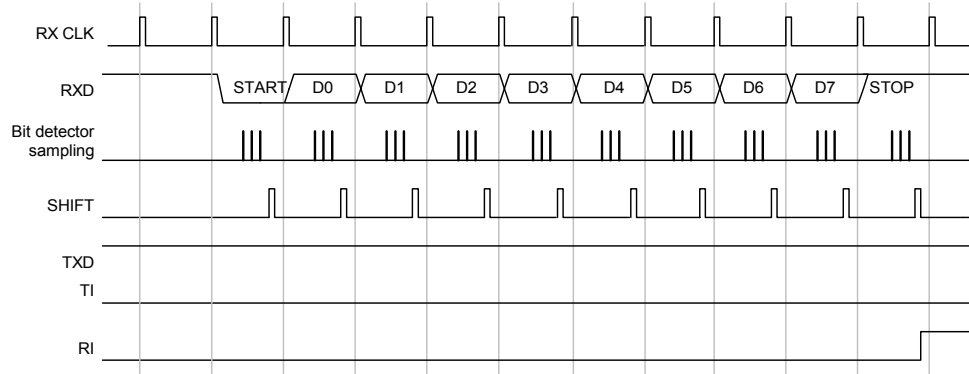 RX CLK
RXD
START D0 D1 D2 D3 D4 D5 D6 D7 STOP
Bit detector
sampling
SHIFT
TXD
TI
RI